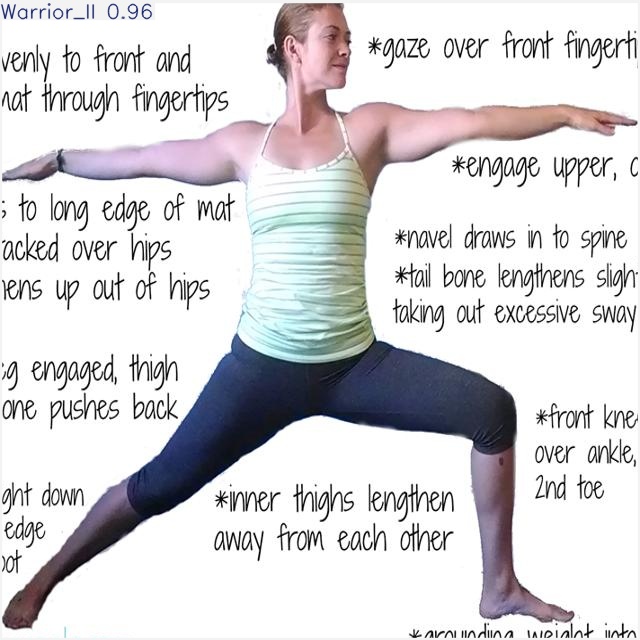 Warrior_II 0.96
venly to front and
mat through fingertips
*gaze over front fingerti
*engage upper, c
s to long edge of mat
acked over hips
hens up out of hips
*navel draws in to spine
*tail bone lengthens sligh
taking out excessive sway
eg engaged, thigh
one pushes back
*front kne
over ankle,
2nd toe
ght down
edge
oot
*inner thighs lengthen
away from each other
*grounding weight into